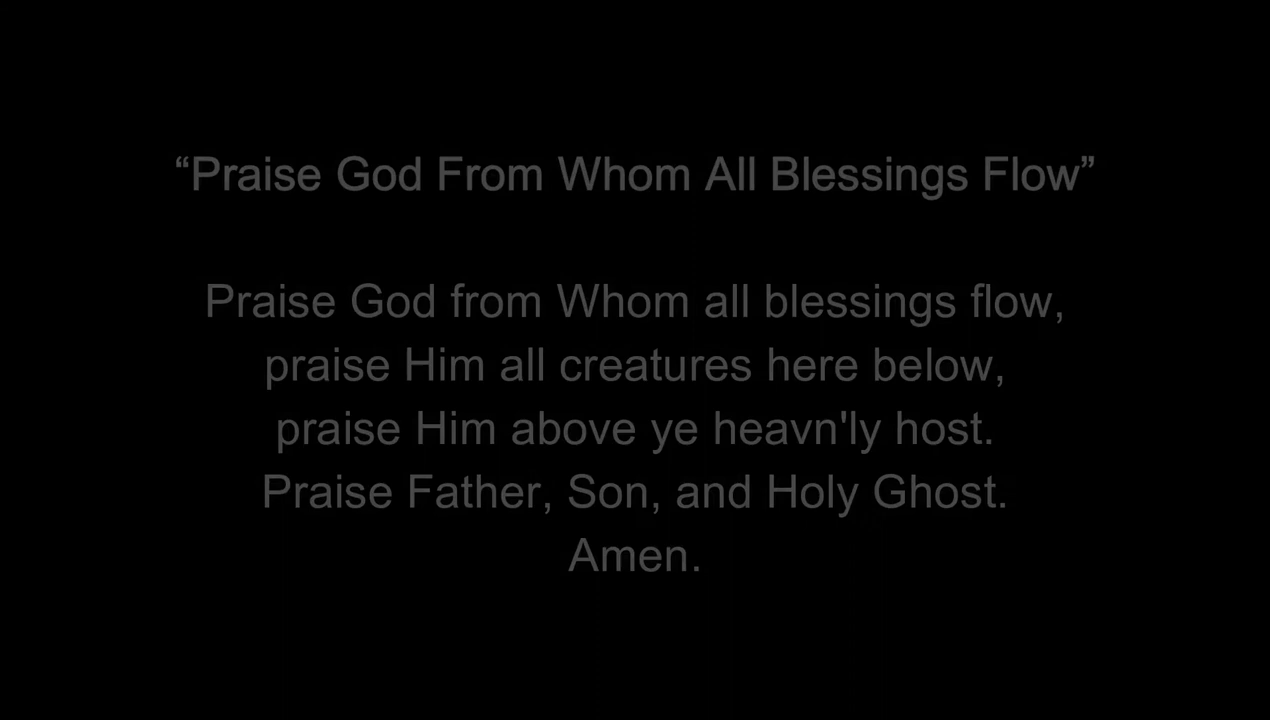 “Praise God From Whom All Blessings Flow”
Praise God from Whom all blessings flow,
praise Him all creatures here below,
praise Him above ye heavn'ly host.
Praise Father, Son, and Holy Ghost.
Amen.